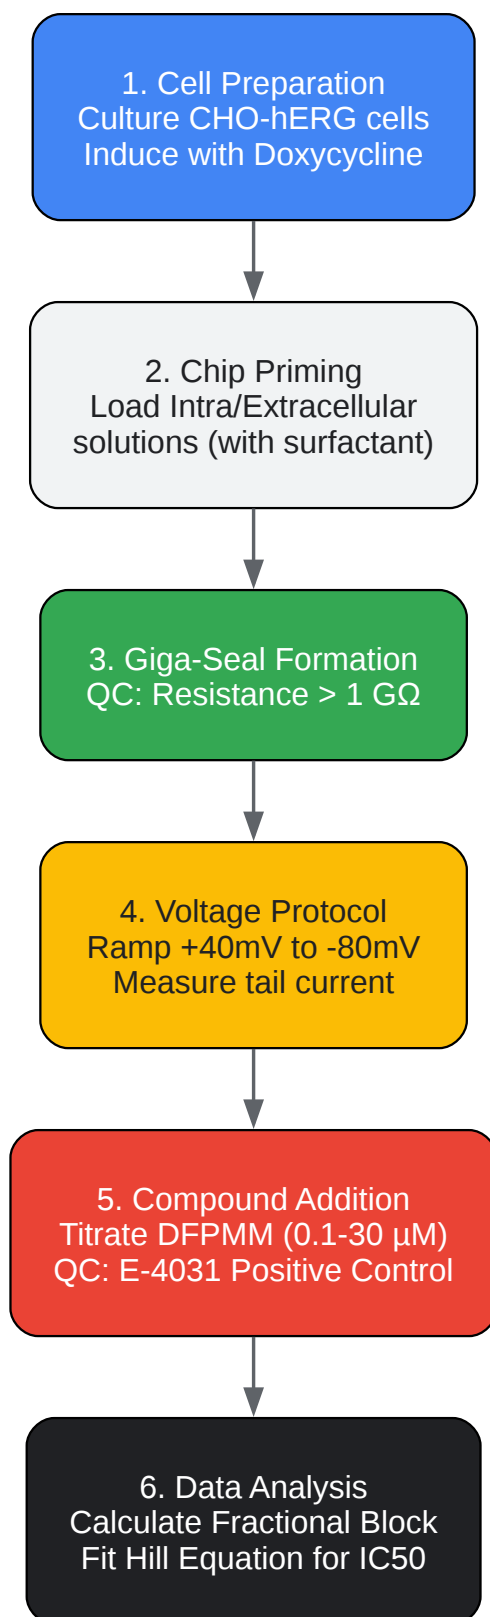 1. Cell Preparation
Culture CHO-hERG cells
Induce with Doxycycline
2. Chip Priming
Load Intra/Extracellular
solutions (with surfactant)
3. Giga-Seal Formation
QC: Resistance > 1 GΩ
4. Voltage Protocol
Ramp +40mV to -80mV
Measure tail current
5. Compound Addition
Titrate DFPMM (0.1-30 µM)
QC: E-4031 Positive Control
6. Data Analysis
Calculate Fractional Block
Fit Hill Equation for IC50